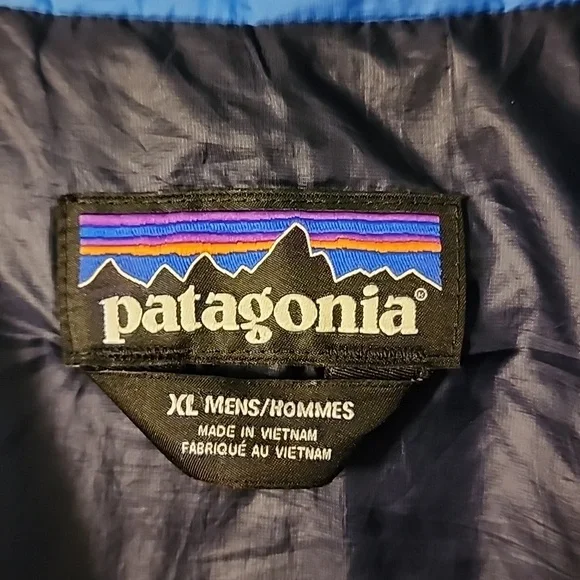 patagonia®
XL MENS/HOMMES
MADE IN VIETNAM
FABRIQUÉ AU VIETNAM